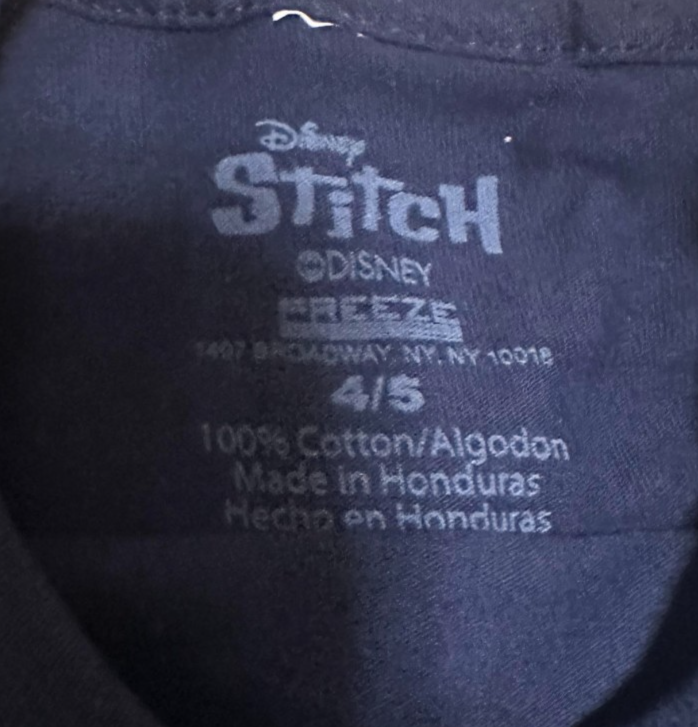 Disney
STiTCH
©DISNEY
FREEZE
1407 BROADWAY, NY, NY 10018
4/5
100% Cotton/Algodon
Made in Honduras
Hecho en Honduras